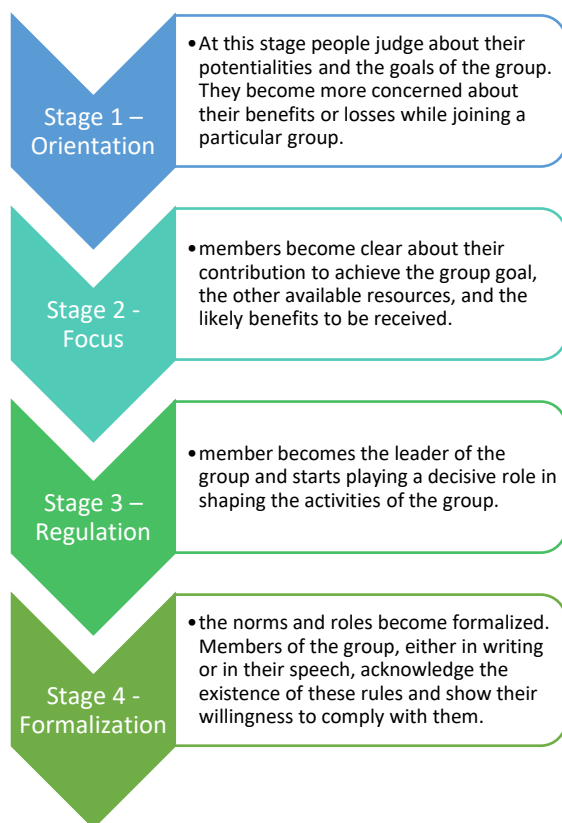 Stage 1 –
Orientation
•At this stage people judge about their
potentialities and the goals of the group.
They become more concerned about
their benefits or losses while joining a
particular group.
Stage 2 -
Focus
•members become clear about their
contribution to achieve the group goal,
the other available resources, and the
likely benefits to be received.
Stage 3 –
Regulation
•member becomes the leader of the
group and starts playing a decisive role in
shaping the activities of the group.
Stage 4 -
Formalization
•the norms and roles become formalized.
Members of the group, either in writing
or in their speech, acknowledge the
existence of these rules and show their
willingness to comply with them.